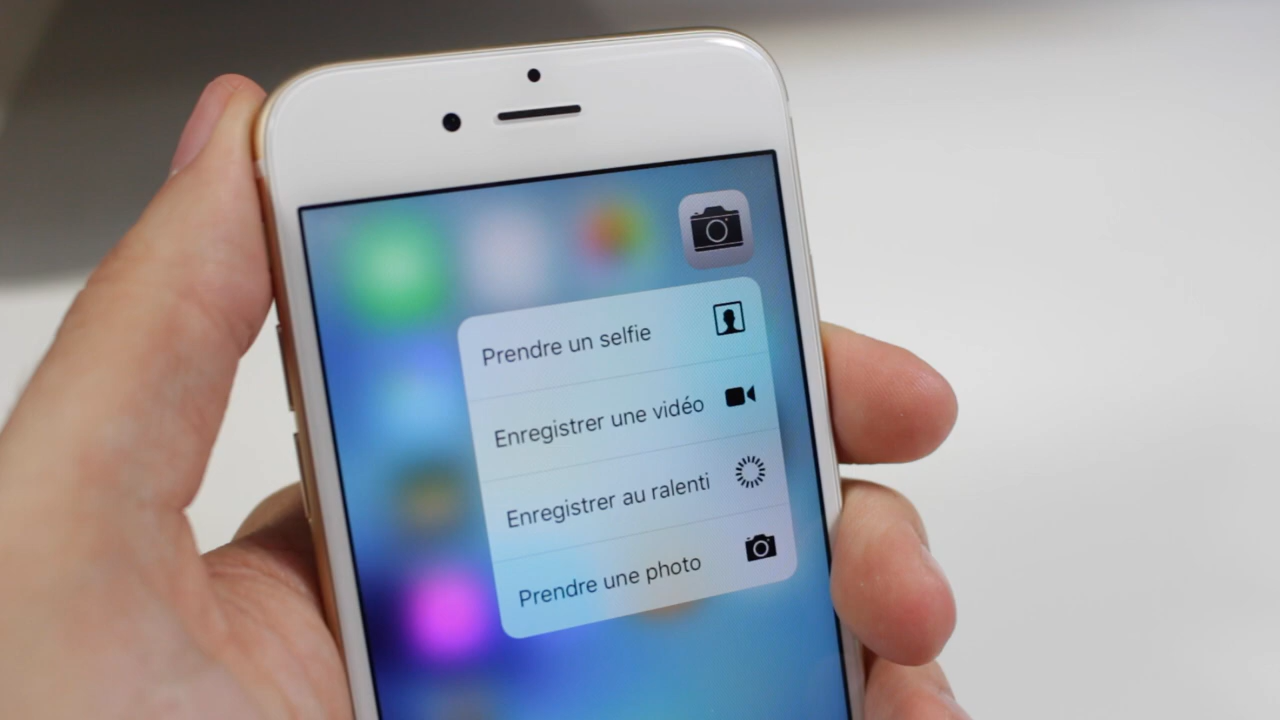 Prendre un selfie
Enregistrer une vidéo
Enregistrer au ralenti
Prendre une photo